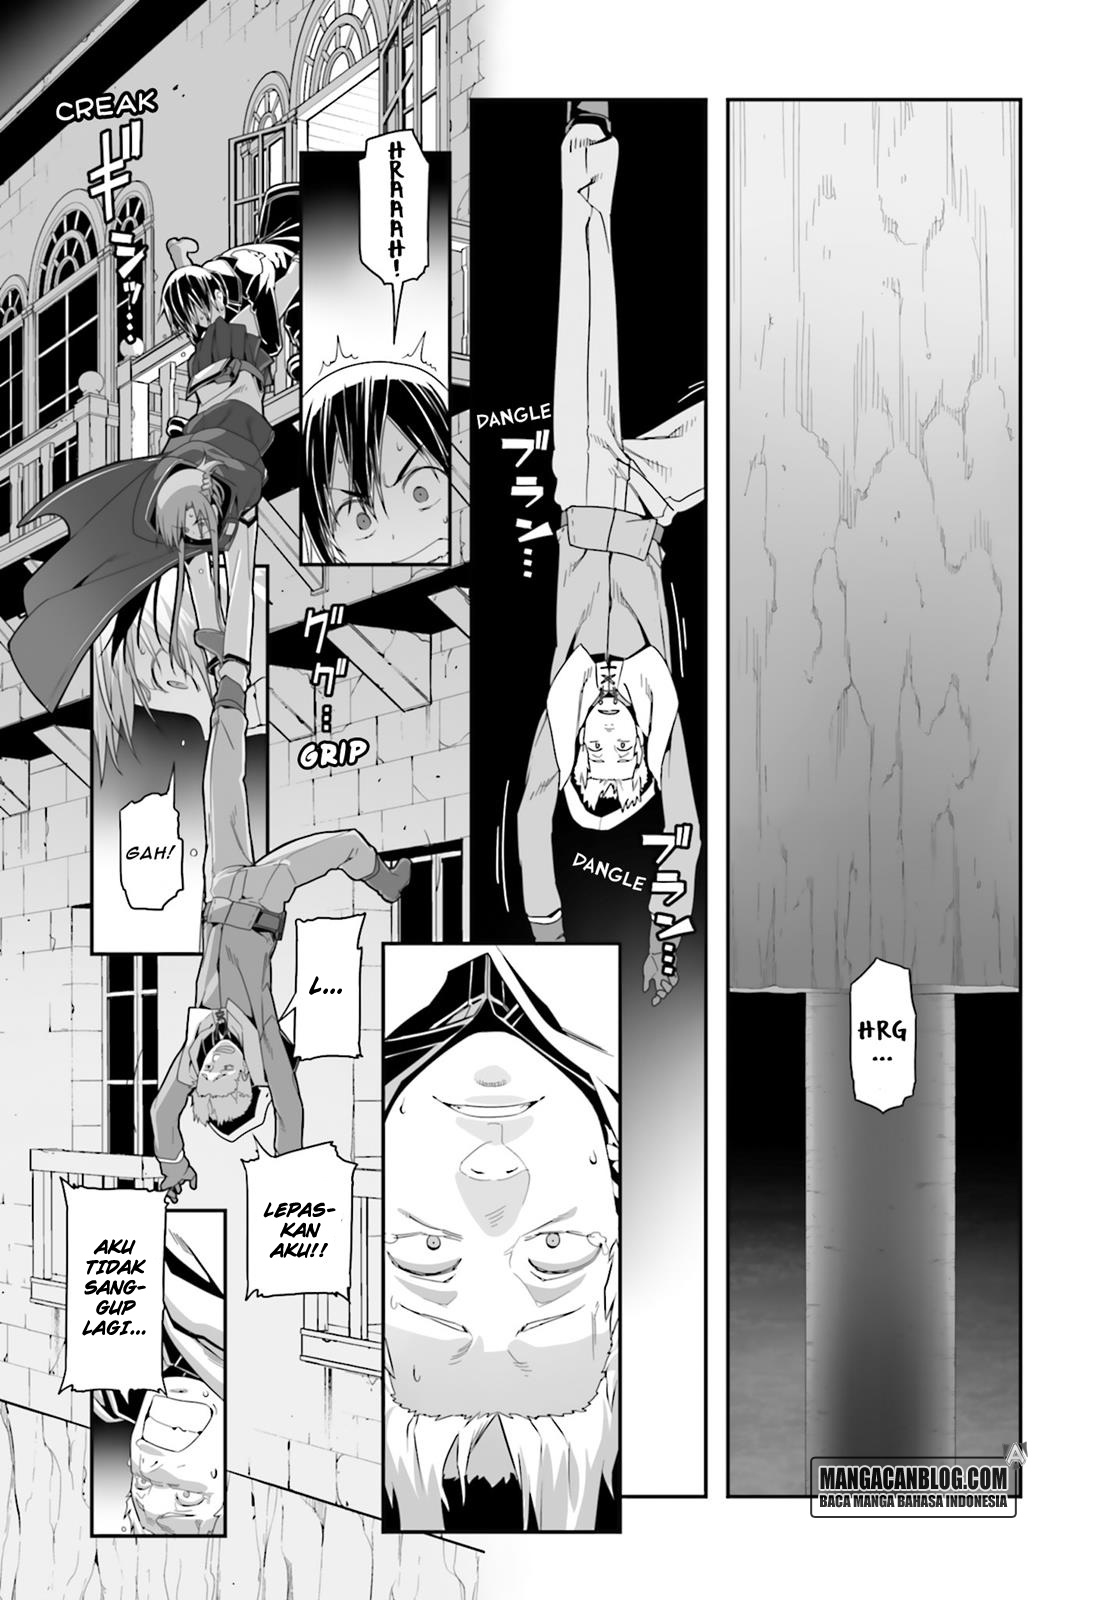 HRG
...
DANGLE
ブラン…
DANGLE
ブラン…
HRAAAH!
CREAK
ギシッ…
ググ…
GRIP
GAH!
L...
LEPAS-
KAN
AKU!!
AKU
TIDAK
SANG-
GUP
LAGI...
MANGACANBLOG.COM
BACA MANGA BAHASA INDONESIA